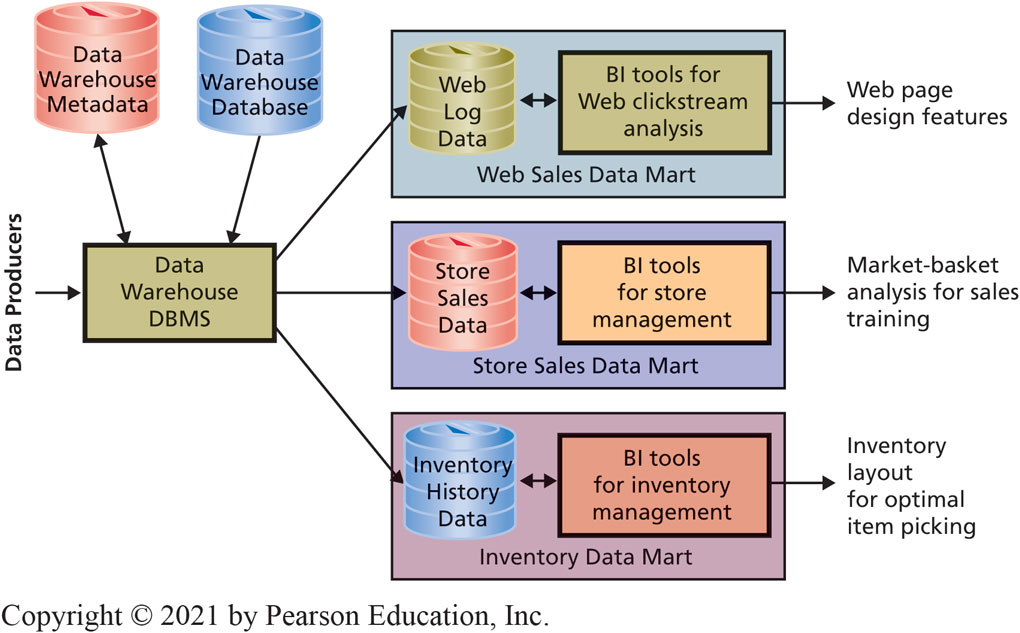 Data
Warehouse
Metadata
Data
Warehouse
Database
Data Producers
Data
Warehouse
DBMS
Web
Log
Data
BI tools for
Web clickstream
analysis
Web Sales Data Mart
Web page
design features
Store
Sales
Data
BI tools
for store
management
Store Sales Data Mart
Market-basket
analysis for sales
training
Inventory
History
Data
BI tools
for inventory
management
Inventory Data Mart
Inventory
layout
for optimal
item picking
Copyright © 2021 by Pearson Education, Inc.